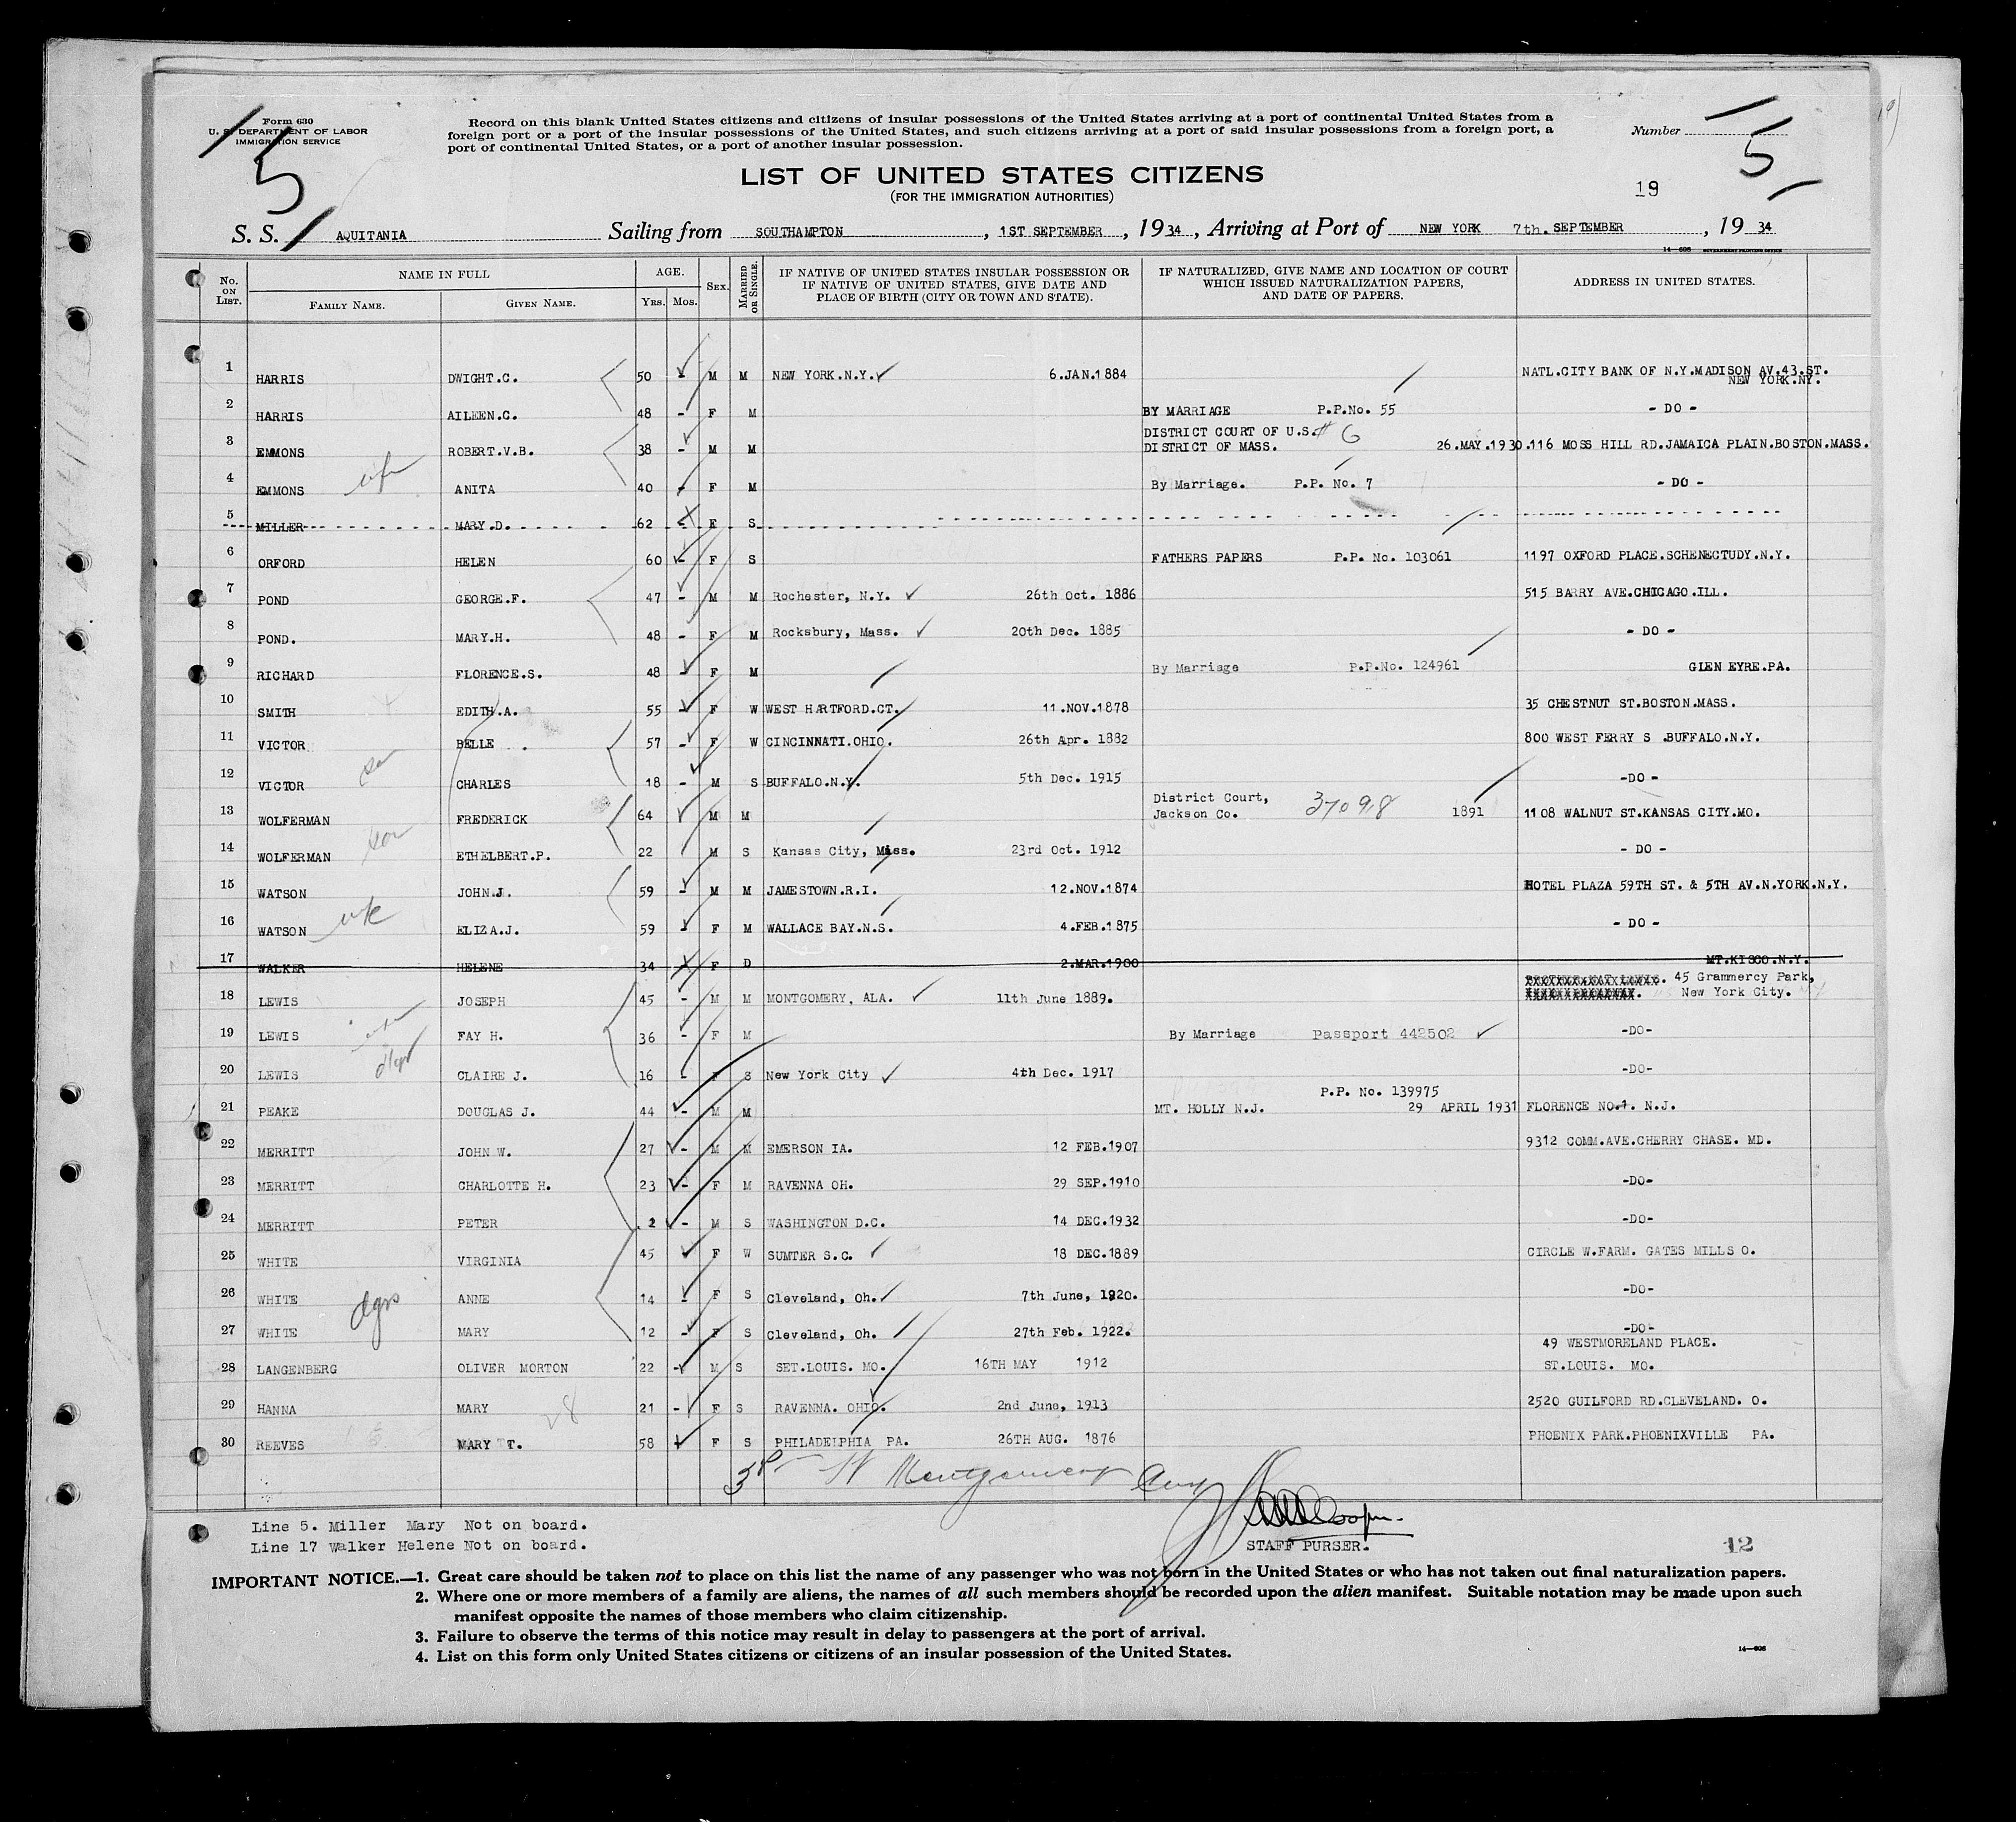 Form 630
U. S. DEPARTMENT OF LABOR
IMMIGRATION SERVICE
5
Record on this blank United States citizens and citizens of insular possessions of the United States arriving at a port of continental United States from a
foreign port or a port of the insular possessions of the United States, and such citizens arriving at a port of said insular possessions from a foreign port, a
port of continental United States, or a port of another insular possession.
Number
5
LIST OF UNITED STATES CITIZENS
(FOR THE IMMIGRATION AUTHORITIES)
19
S. S. AQUITANIA Sailing from SOUTHAMPTON, 1ST SEPTEMBER, 1934, Arriving at Port of NEW YORK 7th. SEPTEMBER, 1934
14—608 GOVERNMENT PRINTING OFFICE
No. ON LIST. NAME IN FULL FAMILY NAME. GIVEN NAME. AGE. Yrs. Mos. SEX. MARRIED OR SINGLE. IF NATIVE OF UNITED STATES INSULAR POSSESSION OR IF NATIVE OF UNITED STATES, GIVE DATE AND PLACE OF BIRTH (CITY OR TOWN AND STATE). IF NATURALIZED, GIVE NAME AND LOCATION OF COURT WHICH ISSUED NATURALIZATION PAPERS, AND DATE OF PAPERS. ADDRESS IN UNITED STATES.
1 HARRIS DWIGHT.C. 50 - M M NEW YORK.N.Y. 6.JAN.1884 NATL.CITY BANK OF N.Y.MADISON AV.43.ST.
NEW YORK.NY.
2 HARRIS AILEEN.C. 48 - F M BY MARRIAGE P.P.No. 55 - DO -
DISTRICT COURT OF U.S. # 6
3 EMMONS ROBERT.V.B. 38 - M M DISTRICT OF MASS. 26.MAY.1930. 116 MOSS HILL RD.JAMAICA PLAIN.BOSTON.MASS.
4 EMMONS wife ANITA 40 - F M By Marriage. P.P. No. 7 - DO -
5 MILLER MARY.D. 62 - F S
6 ORFORD HELEN 60 - F S FATHERS PAPERS P.P. No. 103061 1197 OXFORD PLACE.SCHENECTUDY.N.Y.
7 POND GEORGE.F. 47 - M M Rochester, N.Y. 26th Oct. 1886 515 BARRY AVE.CHICAGO.ILL.
8 POND. MARY.H. 48 - F M Rocksbury, Mass. 20th Dec. 1885 - DO -
9 RICHARD FLORENCE.S. 48 - F M By Marriage P.P.No. 124961 GLEN EYRE.PA.
10 SMITH EDITH.A. 55 - F W WEST HARTFORD.CT. 11.NOV.1878 35 CHESTNUT ST.BOSTON.MASS.
11 VICTOR BELLE . 57 - F W CINCINNATI.OHIO. 26th Apr. 1882 800 WEST FERRY S .BUFFALO.N.Y.
12 VICTOR son CHARLES 18 - M S BUFFALO.N.Y. 5th Dec. 1915 -DO -
District Court,
13 WOLFERMAN FREDERICK 64 M M Jackson Co. 37098 1891 1108 WALNUT ST.KANSAS CITY.MO.
14 WOLFERMAN son ETHELBERT.P. 22 M S Kansas City, Miss. 23rd Oct. 1912 - DO -
15 WATSON JOHN.J. 59 - M M JAMESTOWN.R.I. 12.NOV.1874 HOTEL PLAZA 59TH ST. & 5TH AV.N.YORK.N.Y.
16 WATSON wife ELIZA.J. 59 - F M WALLACE BAY.N.S. 4.FEB.1875 - DO -
17 WALKER HELENE 34 F D 2.MAR.1900 MT.KISCO.N.Y.
45 Grammercy Park,
18 LEWIS JOSEPH 45 - M M MONTGOMERY, ALA. 11th June 1889. New York City.
19 LEWIS wife FAY H. 36 - F M By Marriage Passport 442502 -DO-
20 LEWIS dgr CLAIRE J. 16 - F S New York City 4th Dec. 1917 -DO-
P.P. No. 139975
21 PEAKE DOUGLAS J. 44 - M M MT. HOLLY N.J. 29 APRIL 1931 FLORENCE NO.1. N.J.
22 MERRITT JOHN W. 27 - M M EMERSON IA. 12 FEB.1907 9312 COMM.AVE.CHERRY CHASE. MD.
23 MERRITT CHARLOTTE H. 23 - F M RAVENNA OH. 29 SEP.1910 -DO-
24 MERRITT PETER 2 - M S WASHINGTON D.C. 14 DEC.1932 -DO-
25 WHITE VIRGINIA 45 - F W SUMTER S.C. 18 DEC.1889 CIRCLE W.FARM. GATES MILLS O.
26 WHITE dgrs ANNE 14 - F S Cleveland, Oh. 7th June, 1920. -DO-
27 WHITE MARY 12 - F S Cleveland, Oh. 27th Feb. 1922. -DO-
49 WESTMORELAND PLACE.
28 LANGENBERG OLIVER MORTON 22 - M S SET.LOUIS. MO. 16TH MAY 1912 ST.LOUIS. MO.
29 HANNA MARY 21 - F S RAVENNA. OHIO. 2nd June, 1913 2520 GUILFORD RD.CLEVELAND. O.
28
30 REEVES MARY T. 58 - F S PHILADELPHIA PA. 26TH AUG. 1876 PHOENIX PARK.PHOENIXVILLE PA.
Montgomery
Line 5. Miller Mary Not on board.
Line 17 Walker Helene Not on board.
STAFF PURSER.
12
IMPORTANT NOTICE.—1. Great care should be taken not to place on this list the name of any passenger who was not born in the United States or who has not taken out final naturalization papers.
2. Where one or more members of a family are aliens, the names of all such members should be recorded upon the alien manifest. Suitable notation may be made upon such
manifest opposite the names of those members who claim citizenship.
3. Failure to observe the terms of this notice may result in delay to passengers at the port of arrival.
4. List on this form only United States citizens or citizens of an insular possession of the United States.
14—608